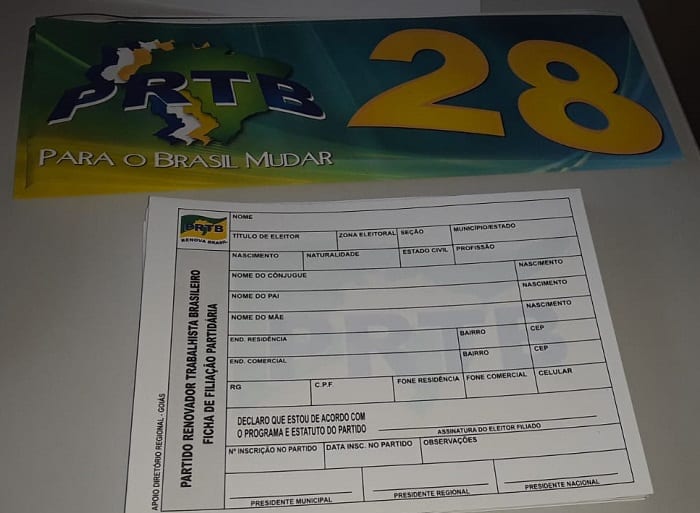 PRTB
28
PARA O BRASIL MUDAR
PRTB
RENOVA BRASIL
PARTIDO RENOVADOR TRABALHISTA BRASILEIRO
FICHA DE FILIAÇÃO PARTIDÁRIA
APOIO DIRETÓRIO REGIONAL - GOIÁS
NOME
TÍTULO DE ELEITOR ZONA ELEITORAL SEÇÃO MUNICÍPIO/ESTADO
NASCIMENTO NATURALIDADE ESTADO CIVIL PROFISSÃO
NOME DO CÔNJUGUE NASCIMENTO
NOME DO PAI NASCIMENTO
NOME DO MÃE NASCIMENTO
END. RESIDÊNCIA BAIRRO CEP
END. COMERCIAL BAIRRO CEP
RG C.P.F. FONE RESIDÊNCIA FONE COMERCIAL CELULAR
DECLARO QUE ESTOU DE ACORDO COM
O PROGRAMA E ESTATUTO DO PARTIDO
ASSINATURA DO ELEITOR FILIADO
Nº INSCRIÇÃO NO PARTIDO DATA INSC. NO PARTIDO OBSERVAÇÕES
PRESIDENTE MUNICIPAL PRESIDENTE REGIONAL PRESIDENTE NACIONAL
PRTB